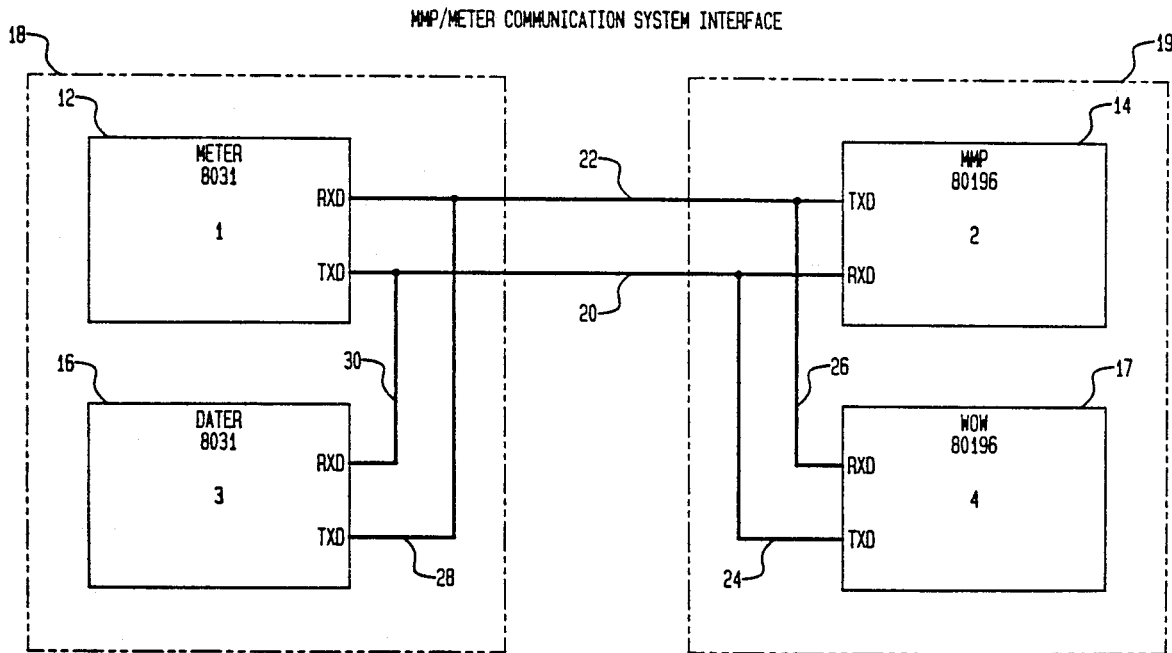 MMP/METER COMMUNICATION SYSTEM INTERFACE
18
19
12
METER
8031
RXD
1
TXD
22
20
14
MMP
80196
TXD
2
RXD
16
DATER
8031
RXD
3
TXD
30
28
26
24
17
WOW
80196
RXD
4
TXD